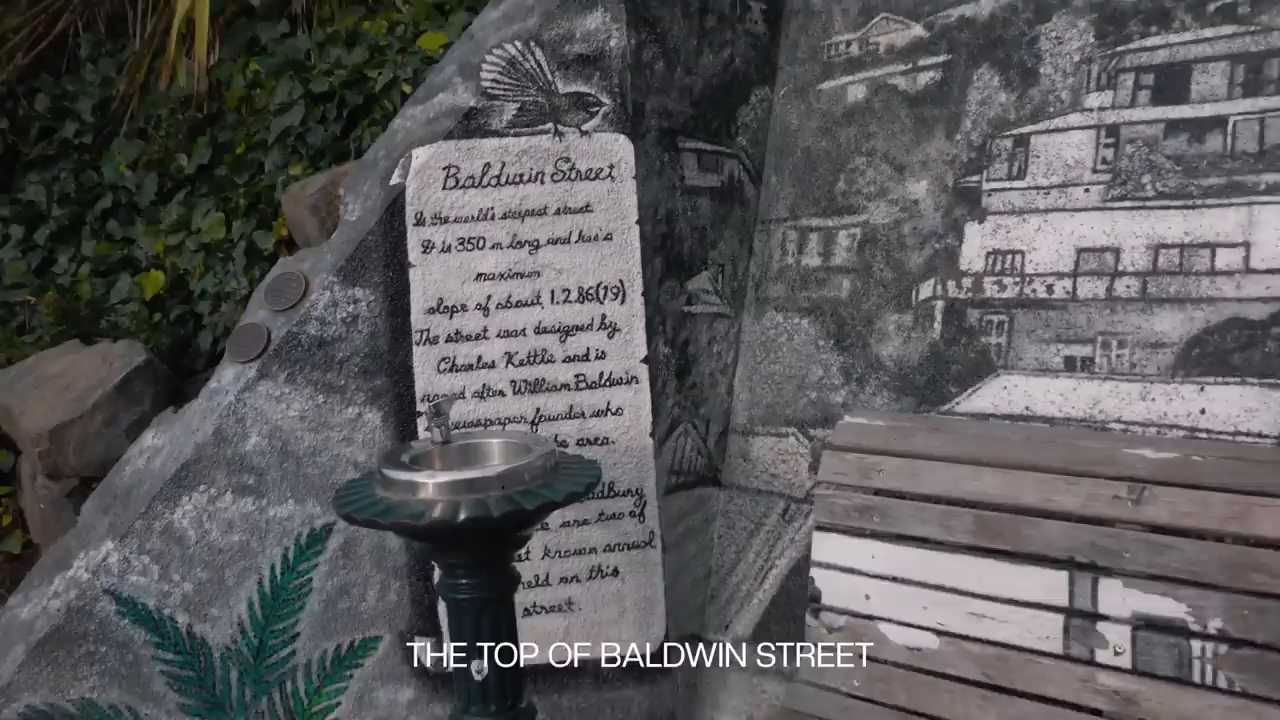 Baldwin Street
Is the world's steepest street
It is 350 m long and has a
maximum
slope of about 1.2.86(19)
The street was designed by
Charles Kettle and is
named after William Baldwin
newspaper founder who
the area.
adbury
are two of
st known annual
held on this
street.
THE TOP OF BALDWIN STREET